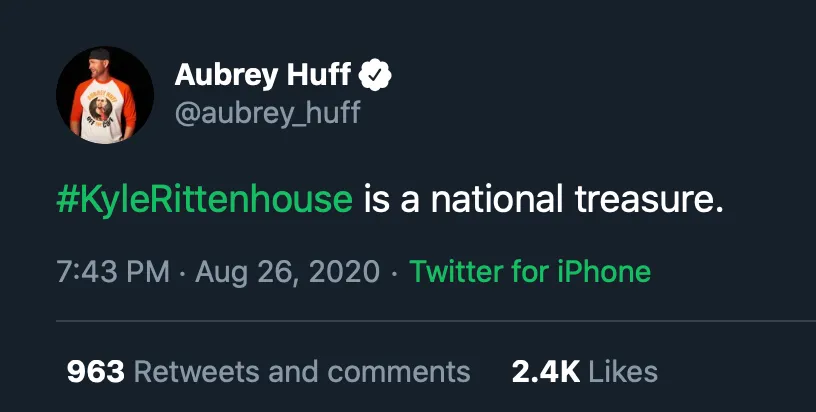 Aubrey Huff
@aubrey_huff
#KyleRittenhouse is a national treasure.
7:43 PM · Aug 26, 2020 · Twitter for iPhone
963 Retweets and comments 2.4K Likes